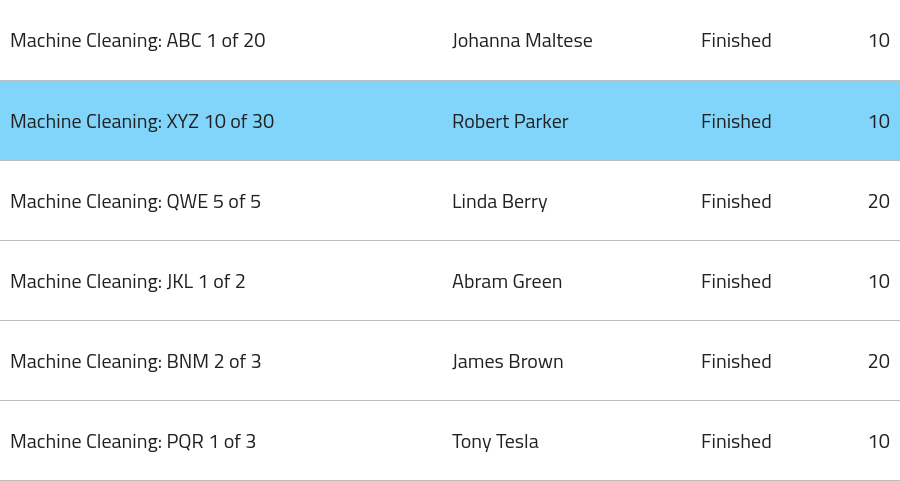 Machine Cleaning: ABC 1 of 20 Johanna Maltese Finished 10
Machine Cleaning: XYZ 10 of 30 Robert Parker Finished 10
Machine Cleaning: QWE 5 of 5 Linda Berry Finished 20
Machine Cleaning: JKL 1 of 2 Abram Green Finished 10
Machine Cleaning: BNM 2 of 3 James Brown Finished 20
Machine Cleaning: PQR 1 of 3 Tony Tesla Finished 10